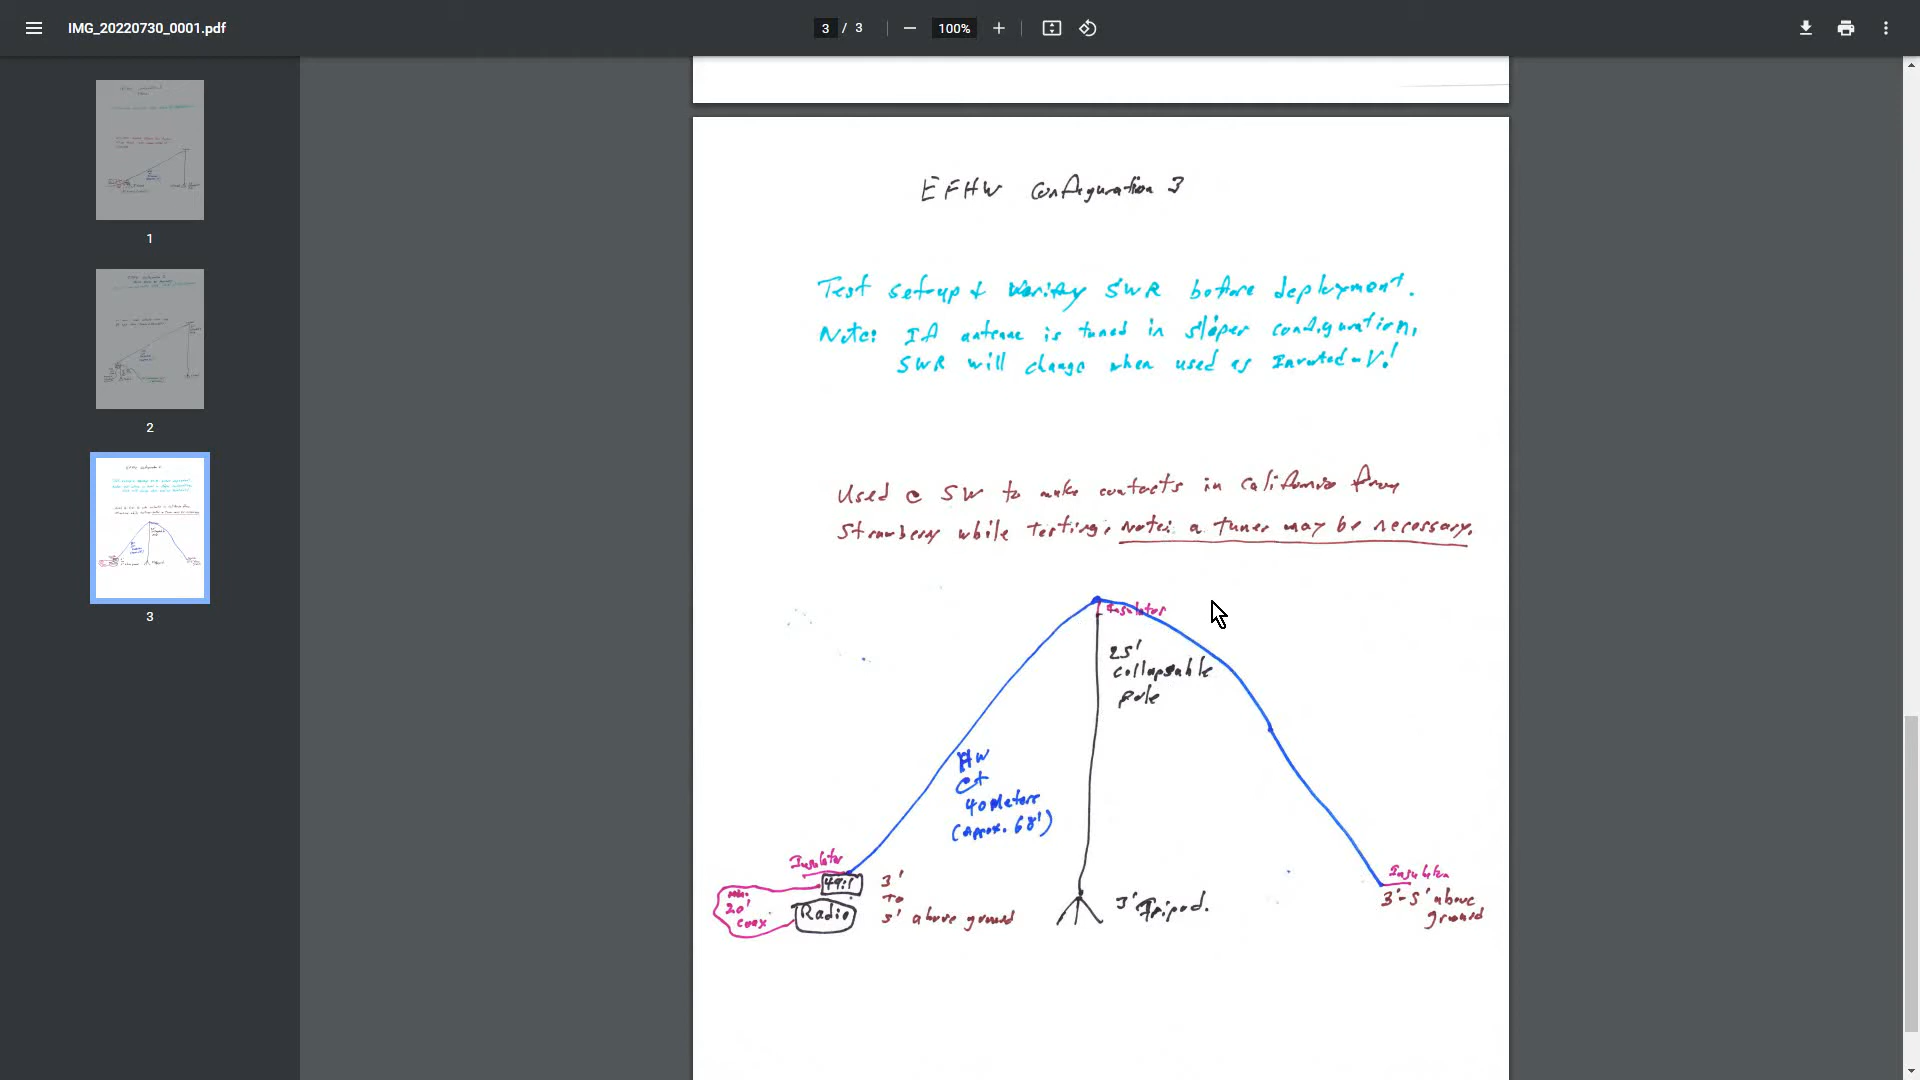 IMG_20220730_0001.pdf
3 / 3
100%
1
2
3
EFHW Configuration 3
Test set-up & Verify SWR before deployment.
Note: If antenna is tuned in sloper configuration,
SWR will change when used as Inverted-V!
Used @ 5W to make contacts in California from
Strawberry while testing. Note: a tuner may be necessary.
Insulator
25'
collapsable
pole
HW
@
40 Meters
(approx. 68')
Insulator
49:1
Min.
20'
coax
Radio
3'
To
5' above ground
3' Tripod.
Insulator
3'-5' above
ground